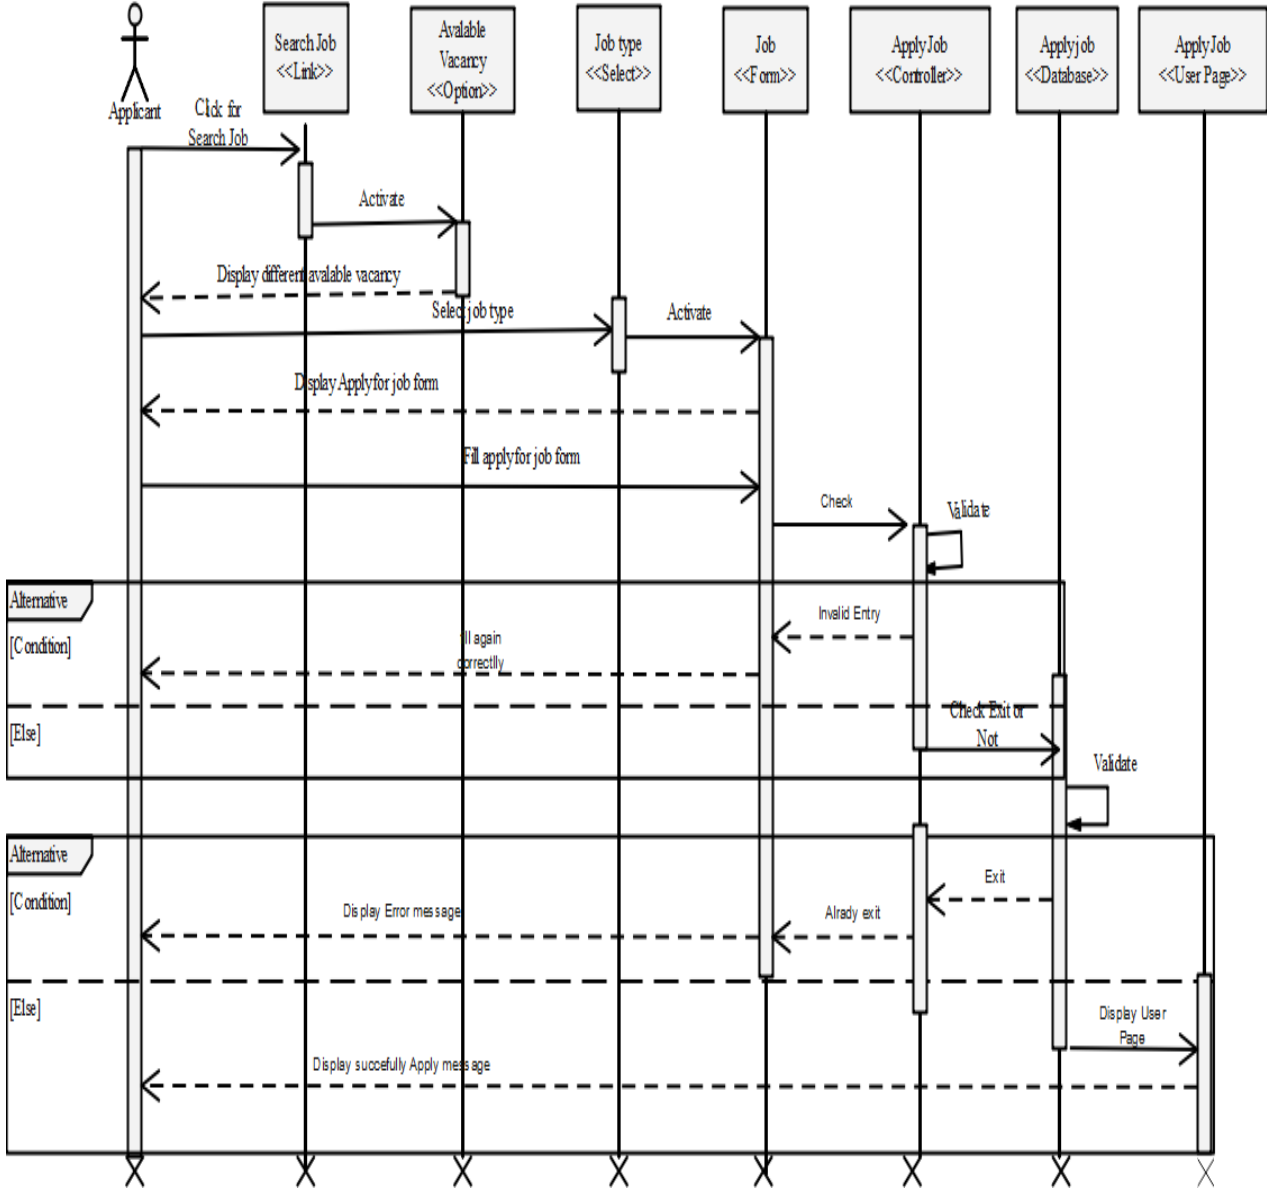 Search Job
<<Link>>
Avalable
Vacancy
<<Option>>
Job type
<<Select>>
Job
<<Form>>
Apply Job
<<Controller>>
Apply job
<<Database>>
Apply Job
<<User Page>>
Applicant
Click for
Search Job
Activate
Display different avalable vacancy
Select job type
Activate
Display Apply for job form
Fill apply for job form
Check
Validate
Alternative
Invalid Entry
[Condition]
again
correctlly
[Else]
Check Exit or
Not
Validate
Alternative
Exit
[Condition]
Display Error message
Alrady exit
[Else]
Display User
Page
Display succefully Apply message